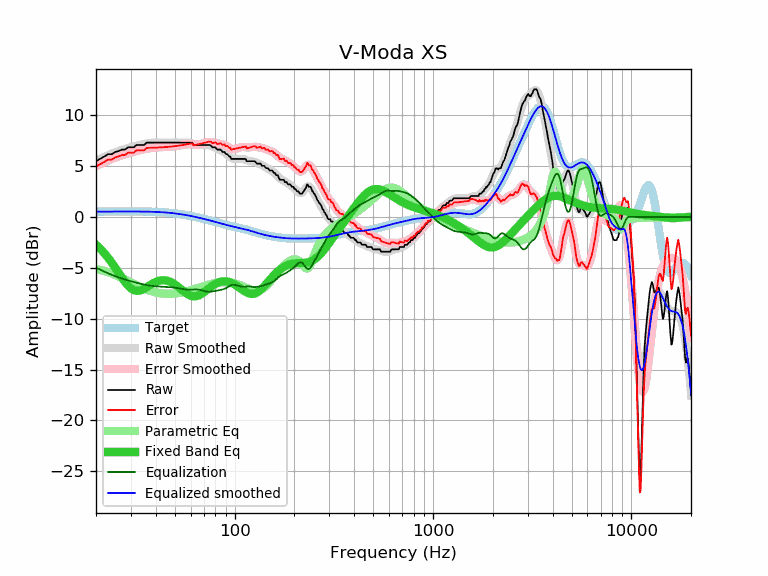 V-Moda XS
10
5
0
−5
−10
−15
−20
−25
Amplitude (dBr)
Target
Raw Smoothed
Error Smoothed
Raw
Error
Parametric Eq
Fixed Band Eq
Equalization
Equalized smoothed
100 1000 10000
Frequency (Hz)